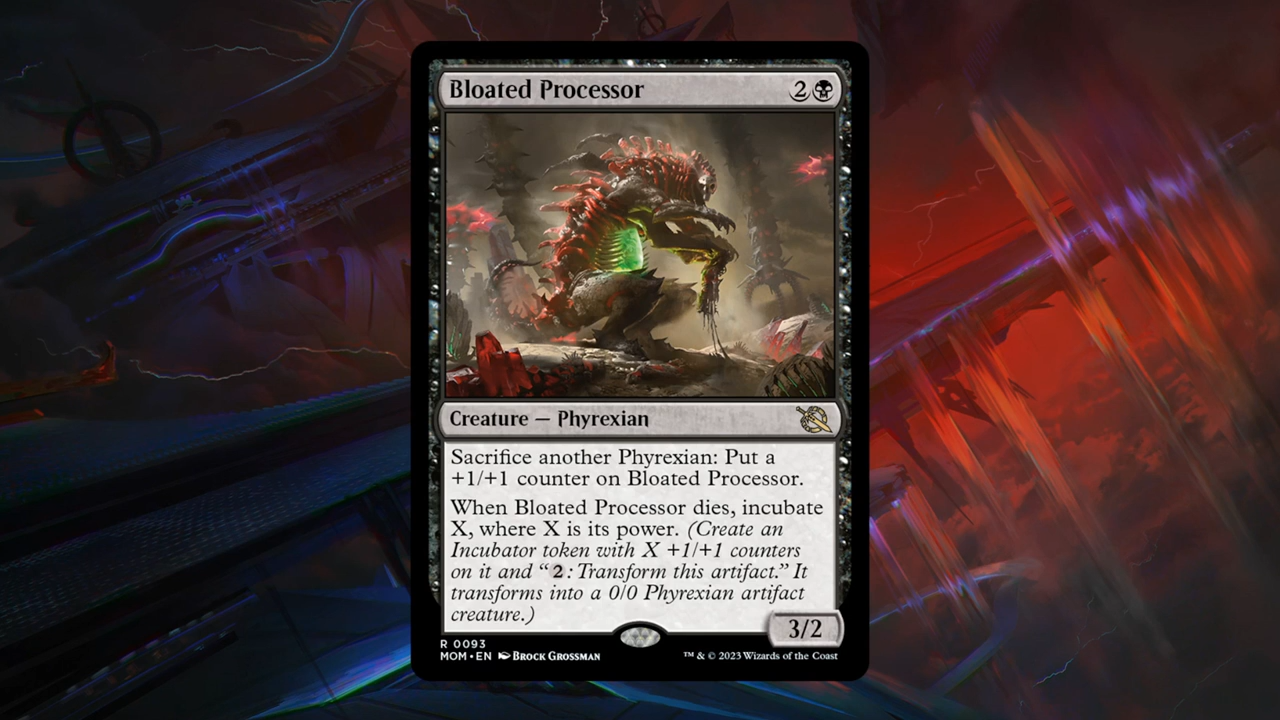 Bloated Processor 2
Creature — Phyrexian
Sacrifice another Phyrexian: Put a
+1/+1 counter on Bloated Processor.
When Bloated Processor dies, incubate
X, where X is its power. (Create an
Incubator token with X +1/+1 counters
on it and “2: Transform this artifact.” It
transforms into a 0/0 Phyrexian artifact
creature.)
3/2
R 0093
MOM • EN BROCK GROSSMAN
™ & © 2023 Wizards of the Coast